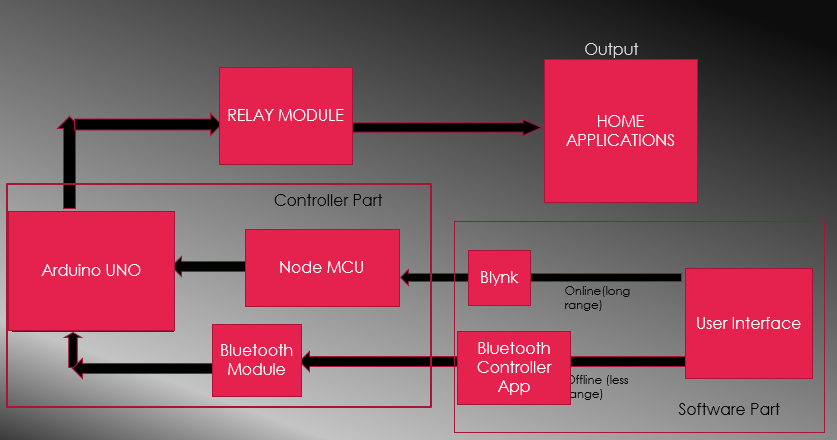 Output
RELAY MODULE
HOME
APPLICATIONS
Controller Part
Arduino UNO
Node MCU
Blynk
Online(long
range)
User Interface
Bluetooth
Module
Bluetooth
Controller
App
Offline (less
ange)
Software Part